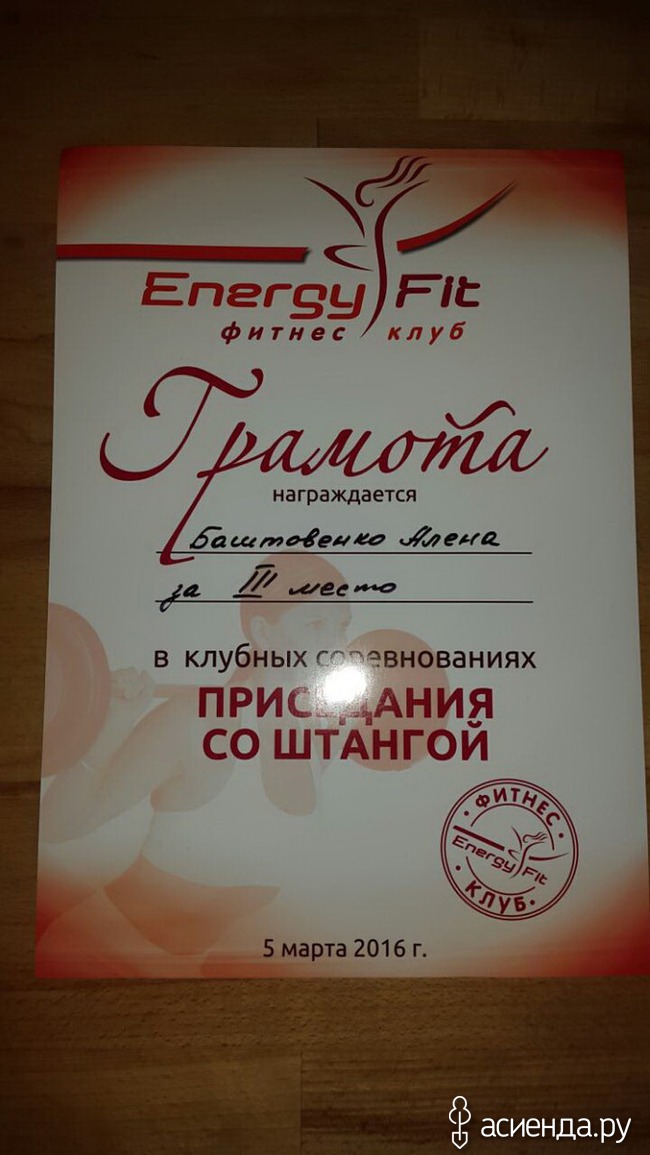 Energy Fit
фитнес клуб
Грамота
награждается
Баштовенко Алена
за III место
в клубных соревнованиях
ПРИСЕДАНИЯ
СО ШТАНГОЙ
ФИТНЕС
Energy Fit
КЛУБ
5 марта 2016 г.
асиенда.ру